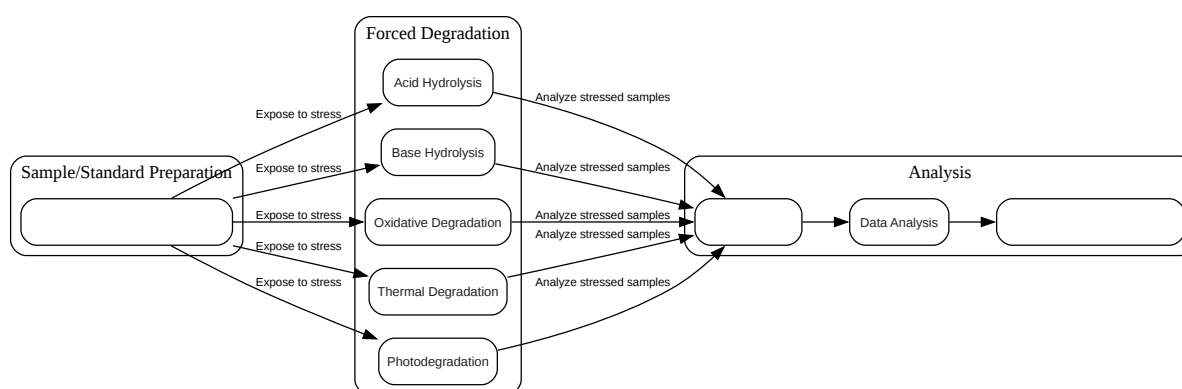 Forced Degradation
Acid Hydrolysis
Analyze stressed samples
Expose to stress
Base Hydrolysis
Sample/Standard Preparation
Expose to stress
Analyze stressed samples
Analysis
Expose to stress
Oxidative Degradation
Analyze stressed samples
Data Analysis
Analyze stressed samples
Expose to stress
Thermal Degradation
Expose to stress
Analyze stressed samples
Photodegradation